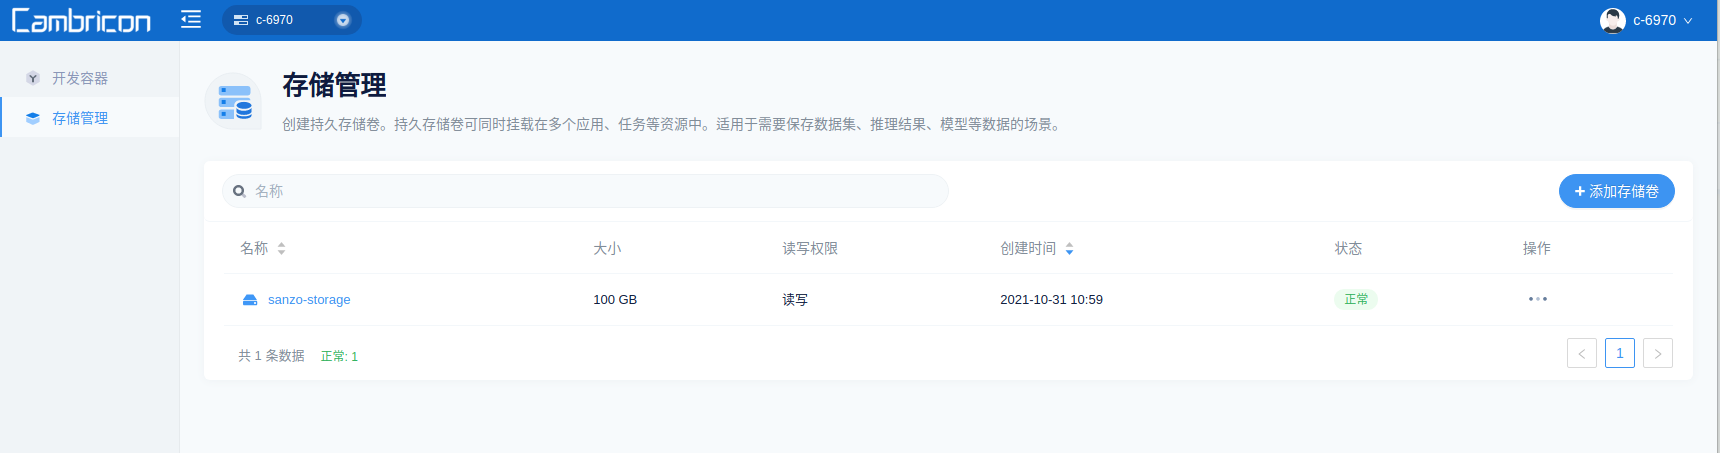 Cambricon
c-6970
c-6970
开发容器
存储管理
存储管理
创建持久存储卷。持久存储卷可同时挂载在多个应用、任务等资源中。适用于需要保存数据集、推理结果、模型等数据的场景。
名称
+ 添加存储卷
名称 大小 读写权限 创建时间 状态 操作
sanzo-storage 100 GB 读写 2021-10-31 10:59 正常 •••
共 1 条数据 正常: 1
< 1 >